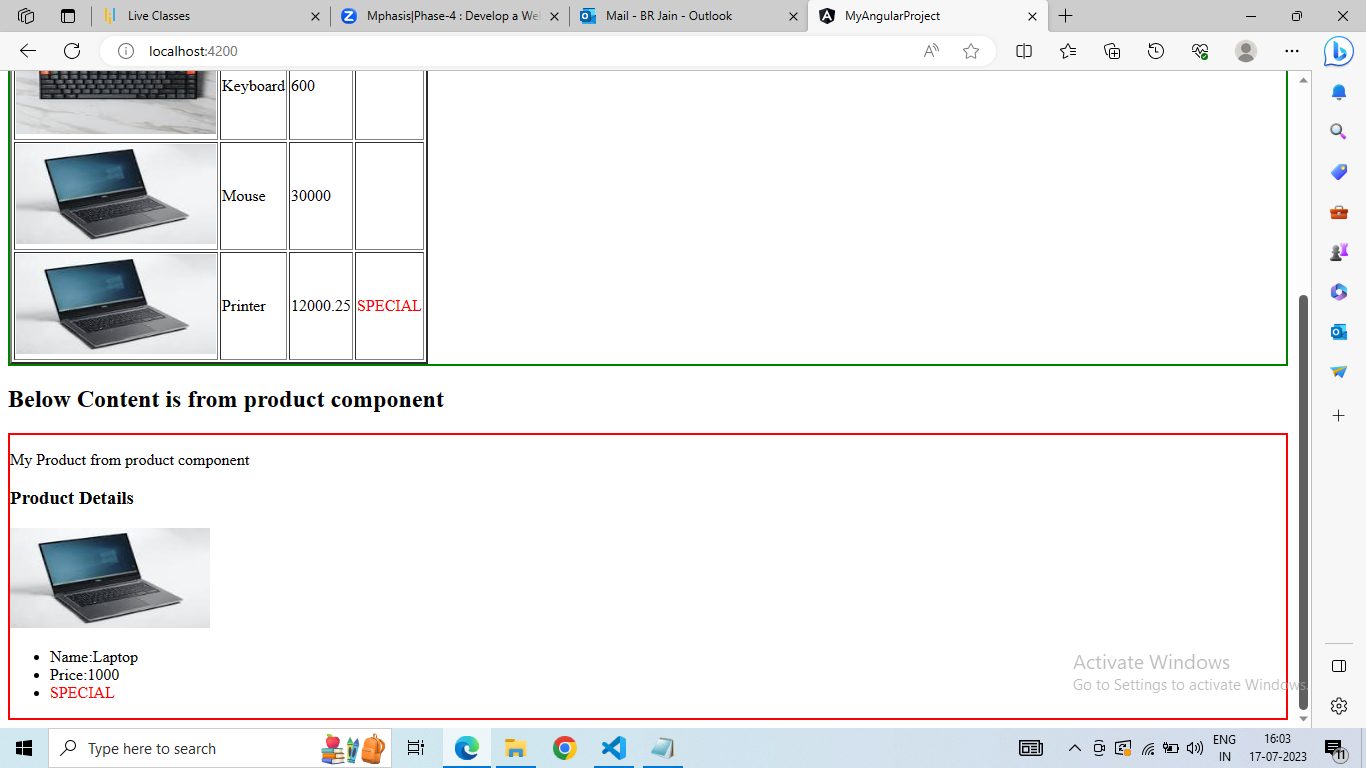 Live Classes
Mphasis|Phase-4 : Develop a We
Mail - BR Jain - Outlook
MyAngularProject
localhost:4200
Keyboard 600
Mouse 30000
Printer 12000.25 SPECIAL
Below Content is from product component
My Product from product component
Product Details
Name:Laptop
Price:1000
SPECIAL
Activate Windows
Go to Settings to activate Windows.
Type here to search
ENG
IN
16:03
17-07-2023
11